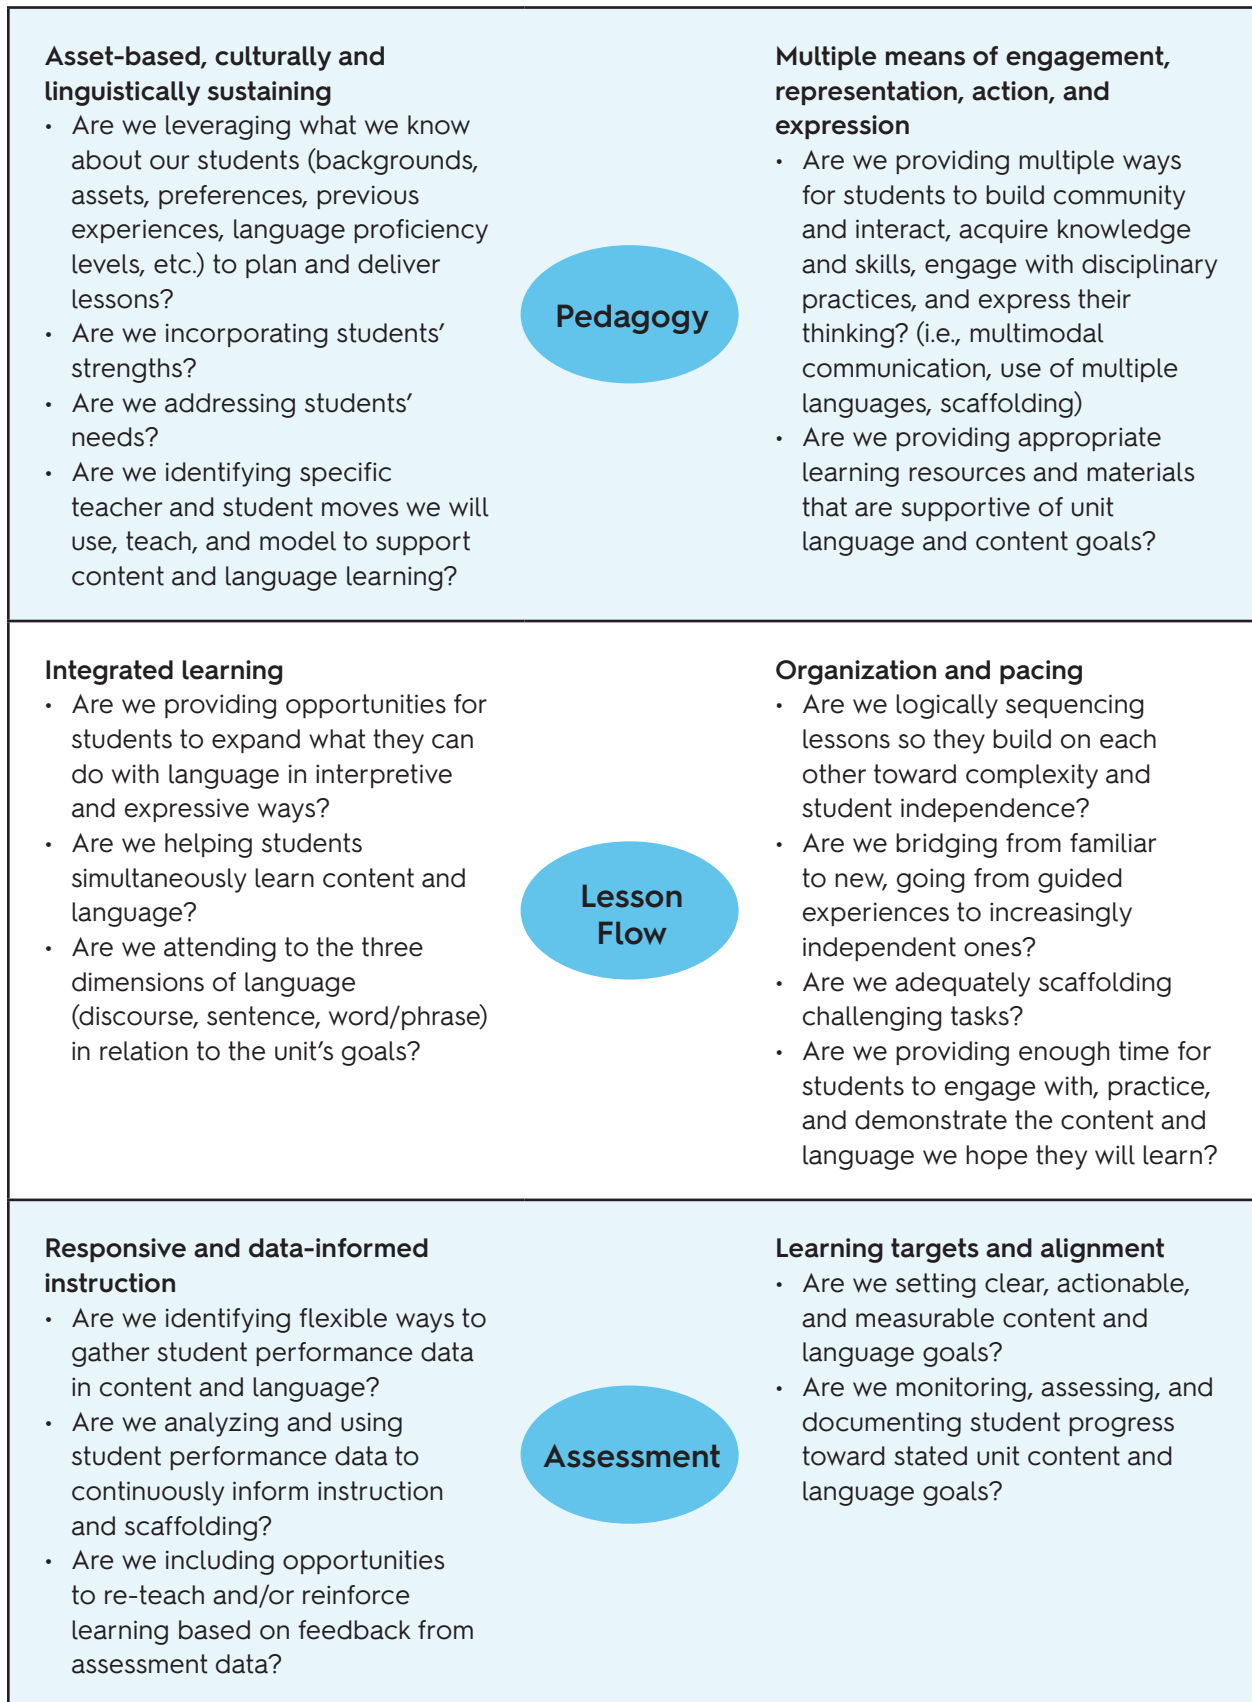 Asset-based, culturally and
linguistically sustaining
• Are we leveraging what we know
about our students (backgrounds,
assets, preferences, previous
experiences, language proficiency
levels, etc.) to plan and deliver
lessons?
• Are we incorporating students’
strengths?
• Are we addressing students’
needs?
• Are we identifying specific
teacher and student moves we will
use, teach, and model to support
content and language learning?
Pedagogy
Multiple means of engagement,
representation, action, and
expression
• Are we providing multiple ways
for students to build community
and interact, acquire knowledge
and skills, engage with disciplinary
practices, and express their
thinking? (i.e., multimodal
communication, use of multiple
languages, scaffolding)
• Are we providing appropriate
learning resources and materials
that are supportive of unit
language and content goals?
Integrated learning
• Are we providing opportunities for
students to expand what they can
do with language in interpretive
and expressive ways?
• Are we helping students
simultaneously learn content and
language?
• Are we attending to the three
dimensions of language
(discourse, sentence, word/phrase)
in relation to the unit’s goals?
Lesson
Flow
Organization and pacing
• Are we logically sequencing
lessons so they build on each
other toward complexity and
student independence?
• Are we bridging from familiar
to new, going from guided
experiences to increasingly
independent ones?
• Are we adequately scaffolding
challenging tasks?
• Are we providing enough time for
students to engage with, practice,
and demonstrate the content and
language we hope they will learn?
Responsive and data-informed
instruction
• Are we identifying flexible ways to
gather student performance data
in content and language?
• Are we analyzing and using
student performance data to
continuously inform instruction
and scaffolding?
• Are we including opportunities
to re-teach and/or reinforce
learning based on feedback from
assessment data?
Assessment
Learning targets and alignment
• Are we setting clear, actionable,
and measurable content and
language goals?
• Are we monitoring, assessing, and
documenting student progress
toward stated unit content and
language goals?